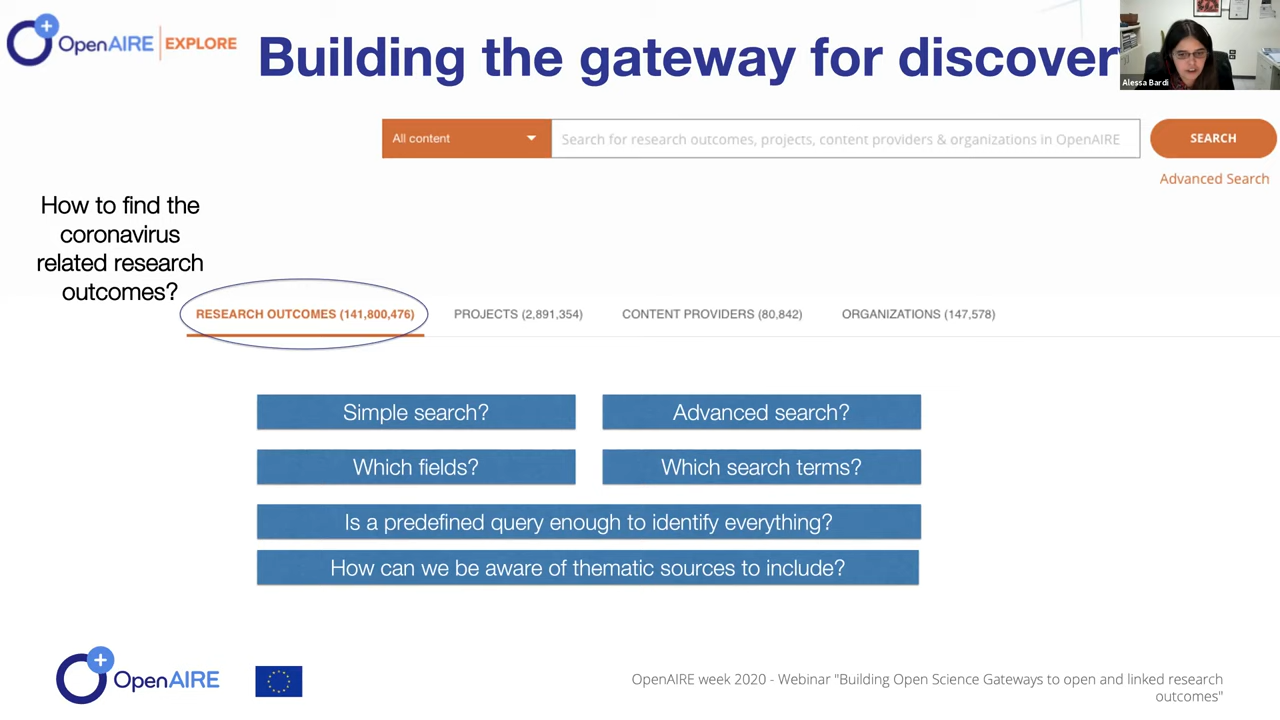 OpenAIRE | EXPLORE
Building the gateway for discover
Alessa Bardi
All content
Search for research outcomes, projects, content providers & organizations in OpenAIRE
SEARCH
Advanced Search
How to find the
coronavirus
related research
outcomes?
RESEARCH OUTCOMES (141,800,476)
PROJECTS (2,891,354)
CONTENT PROVIDERS (80,842)
ORGANIZATIONS (147,578)
Simple search?
Advanced search?
Which fields?
Which search terms?
Is a predefined query enough to identify everything?
How can we be aware of thematic sources to include?
OpenAIRE
OpenAIRE week 2020 - Webinar "Building Open Science Gateways to open and linked research
outcomes"